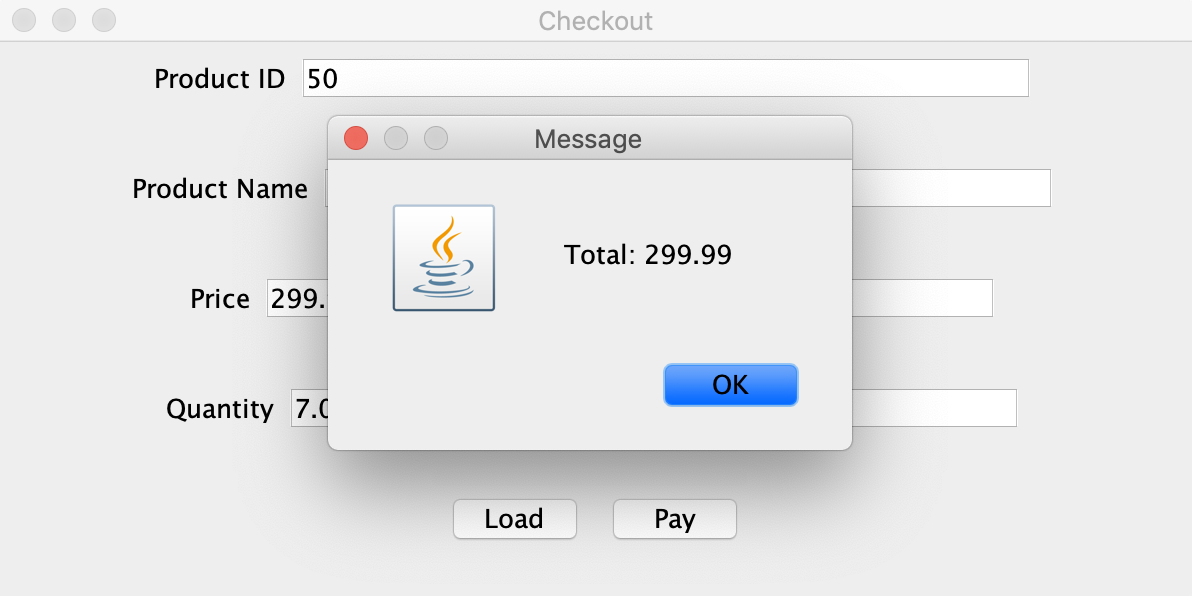 Checkout
Product ID 50
Message
Product Name
Total: 299.99
Price 299.
Quantity 7.0
OK
Load Pay